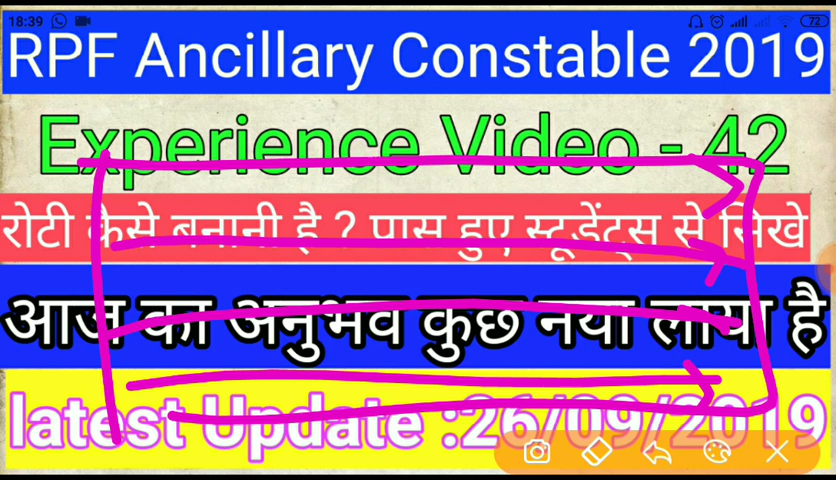 18:39 72
RPF Ancillary Constable 2019
Experience Video - 42
रोटी कैसे बनानी है ? पास हुए स्टूडेंट्स से सिखे
आज का अनुभव कुछ नया लाया है
latest Update :26/09/2019